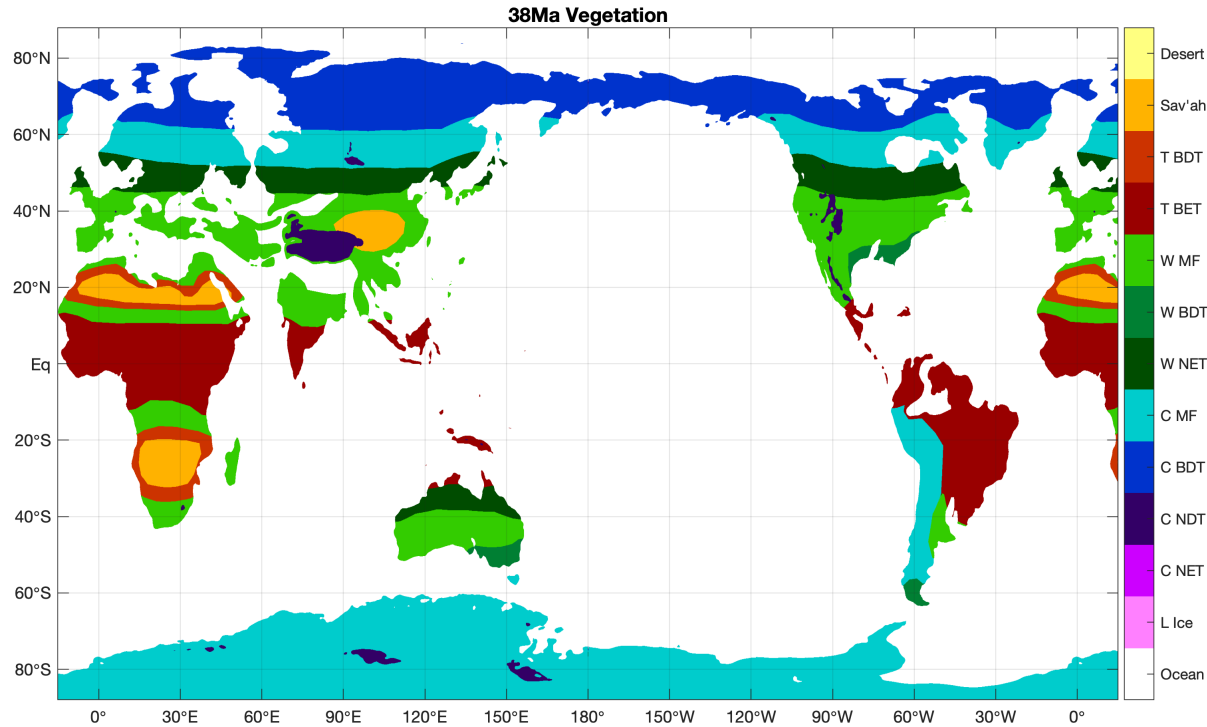 38Ma Vegetation
80°N
60°N
40°N
20°N
Eq
20°S
40°S
60°S
80°S
0°
30°E
60°E
90°E
120°E
150°E
180°
150°W
120°W
90°W
60°W
30°W
0°
Desert
Sav'ah
T BDT
T BET
W MF
W BDT
W NET
C MF
C BDT
C NDT
C NET
L Ice
Ocean